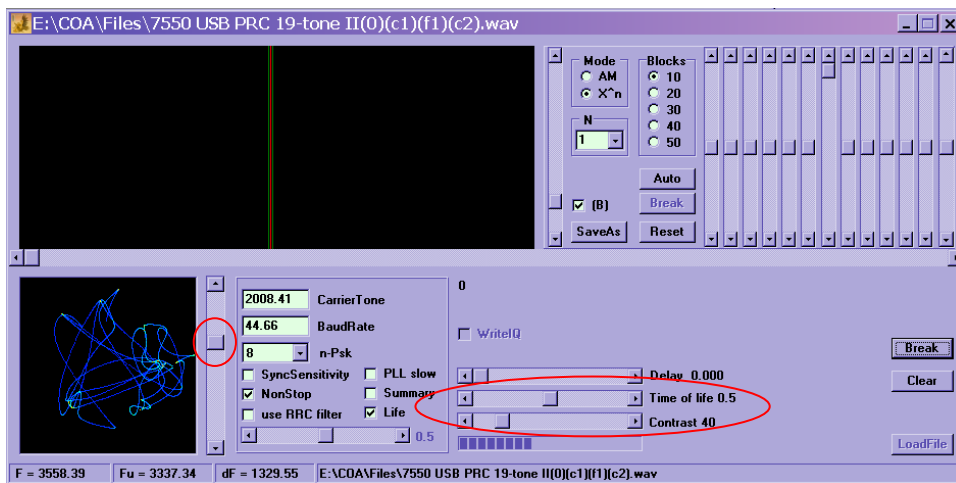 E:\COA\Files\7550 USB PRC 19-tone II(0)(c1)(f1)(c2).wav
Mode
AM
X^n
N
1
(B)
SaveAs
Blocks
10
20
30
40
50
Auto
Break
Reset
2008.41 CarrierTone
44.66 BaudRate
8 n-Psk
SyncSensitivity PLL slow
NonStop Summary
use RRC filter Life
0.5
0
WriteIQ
Delay 0.000
Time of life 0.5
Contrast 40
Break
Clear
LoadFile
F = 3558.39 Fu = 3337.34 dF = 1329.55 E:\COA\Files\7550 USB PRC 19-tone II(0)(c1)(f1)(c2).wav